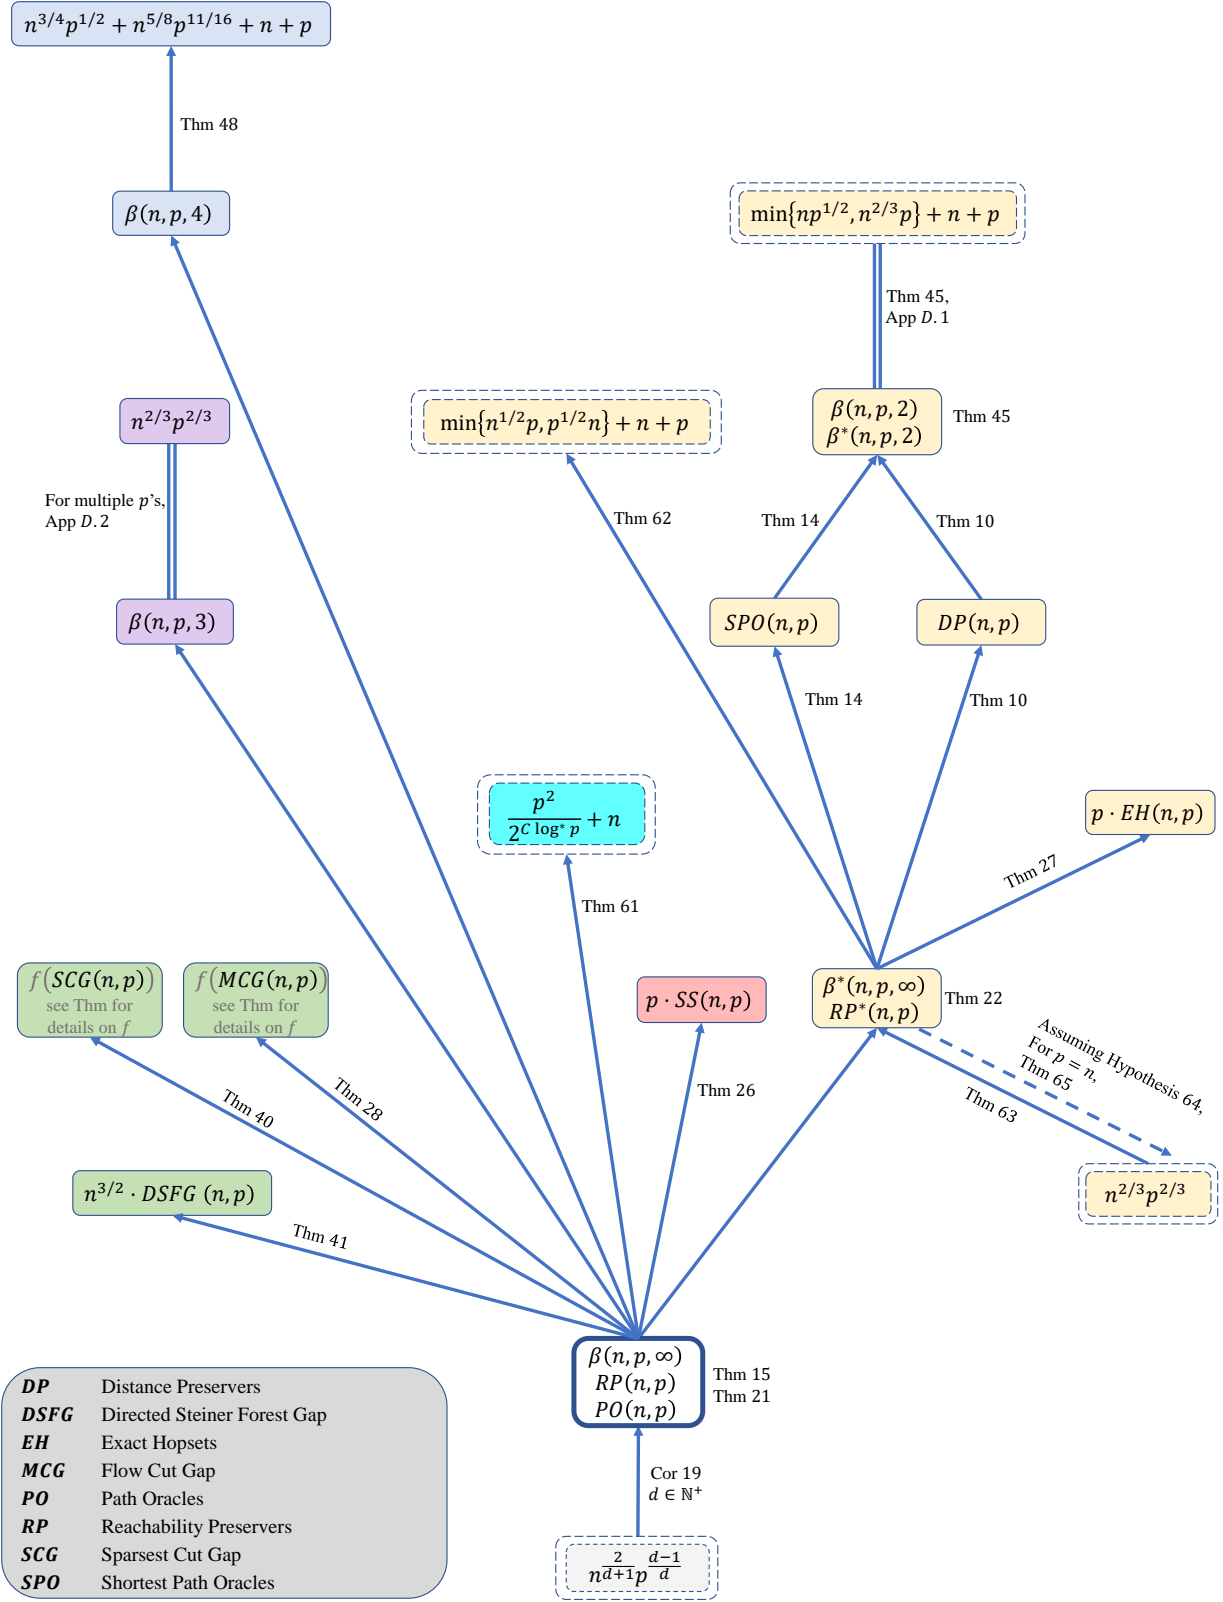 n^{3/4}p^{1/2} + n^{5/8}p^{11/16} + n + p
Thm 48
β(n, p, 4)
min{np^{1/2}, n^{2/3}p} + n + p
Thm 45,
App D. 1
n^{2/3}p^{2/3}
min{n^{1/2}p, p^{1/2}n} + n + p
β(n, p, 2)
β*(n, p, 2)
Thm 45
For multiple p's,
App D. 2
Thm 62
Thm 14
Thm 10
β(n, p, 3)
SPO(n, p)
DP(n, p)
Thm 14
Thm 10
p^2
2^{C log* p} + n
p · EH(n, p)
Thm 27
Thm 61
f(SCG(n, p))
see Thm for
details on f
f(MCG(n, p))
see Thm for
details on f
p · SS(n, p)
β*(n, p, ∞)
RP*(n, p)
Thm 22
Assuming Hypothesis 64,
For p = n,
Thm 65
Thm 63
Thm 40
Thm 28
Thm 26
n^{3/2} · DSFG (n, p)
n^{2/3}p^{2/3}
Thm 41
β(n, p, ∞)
RP(n, p)
PO(n, p)
Thm 15
Thm 21
Cor 19
d ∈ ℕ^+
n^{\frac{2}{d+1}}p^{\frac{d-1}{d}}
DP Distance Preservers
DSFG Directed Steiner Forest Gap
EH Exact Hopsets
MCG Flow Cut Gap
PO Path Oracles
RP Reachability Preservers
SCG Sparsest Cut Gap
SPO Shortest Path Oracles